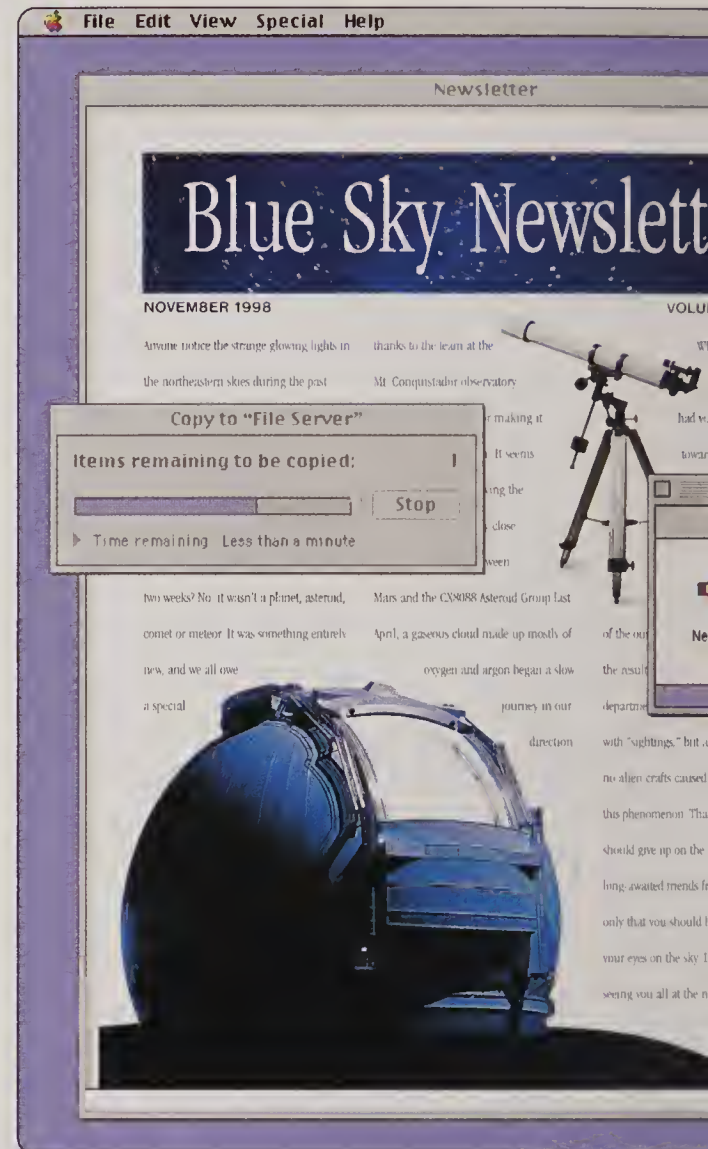 File Edit View Special Help
Newsletter
Blue Sky Newslett
NOVEMBER 1998
VOLU
Anyone notice the strange glowing lights in
the northeastern skies during the past
two weeks? No. it wasn't a planet, asteroid,
comet or meteor. It was something entirely
new, and we all owe
a special
thanks to the team at the
Mt. Conquistador observatory
r making it
It seems
ing the
close
ween
Mars and the CX8088 Asteroid Group last
April, a gaseous cloud made up mostly of
oxygen and argon began a slow
journey in our
direction
had
of the
the result
departme
with "sightings," but
no alien crafts caused
this phenomenon. Tha
should give up on the
long-awaited friends
only that you should
your eyes on the sky.
seeing you all at the
Copy to "File Server"
Items remaining to be copied: 1
Stop
Time remaining Less than a minute
Ne